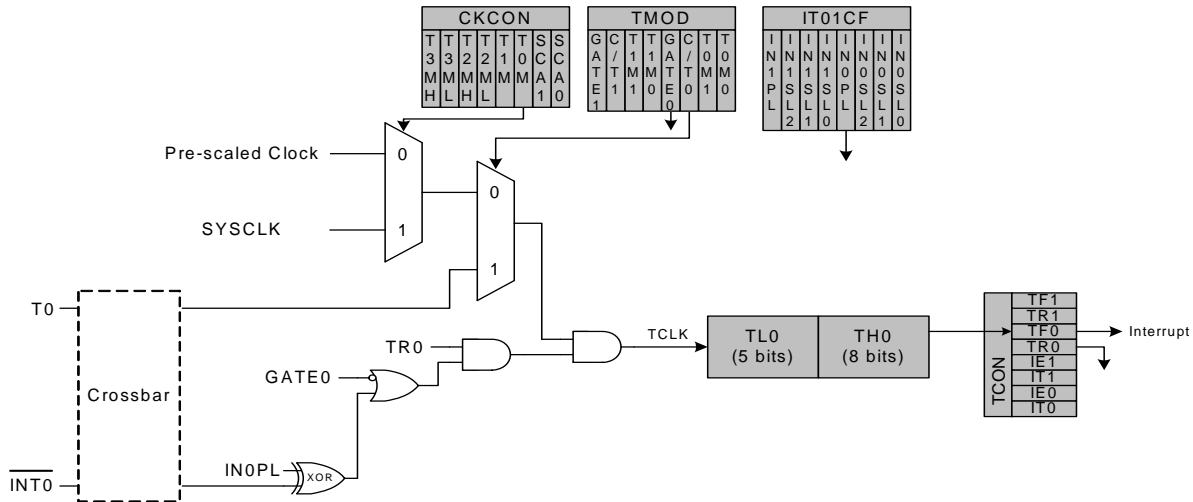 CKCON
T3MH
T3ML
T2MH
T2ML
T1M
T0M
SCA1
SCA0
TMOD
GATE1
C/T1
T1M1
T1M0
GATE0
C/T0
T0M1
T0M0
IT01CF
IN1PL
IN1SL2
IN1SL1
IN1SL0
IN0PL
IN0SL2
IN0SL1
IN0SL0
Pre-scaled Clock
0
SYSCLK
1
0
1
T0
Crossbar
INT0
TR0
GATE0
IN0PL
XOR
TCLK
TL0
(5 bits)
TH0
(8 bits)
TCON
TF1
TR1
TF0
TR0
IE1
IT1
IE0
IT0
Interrupt